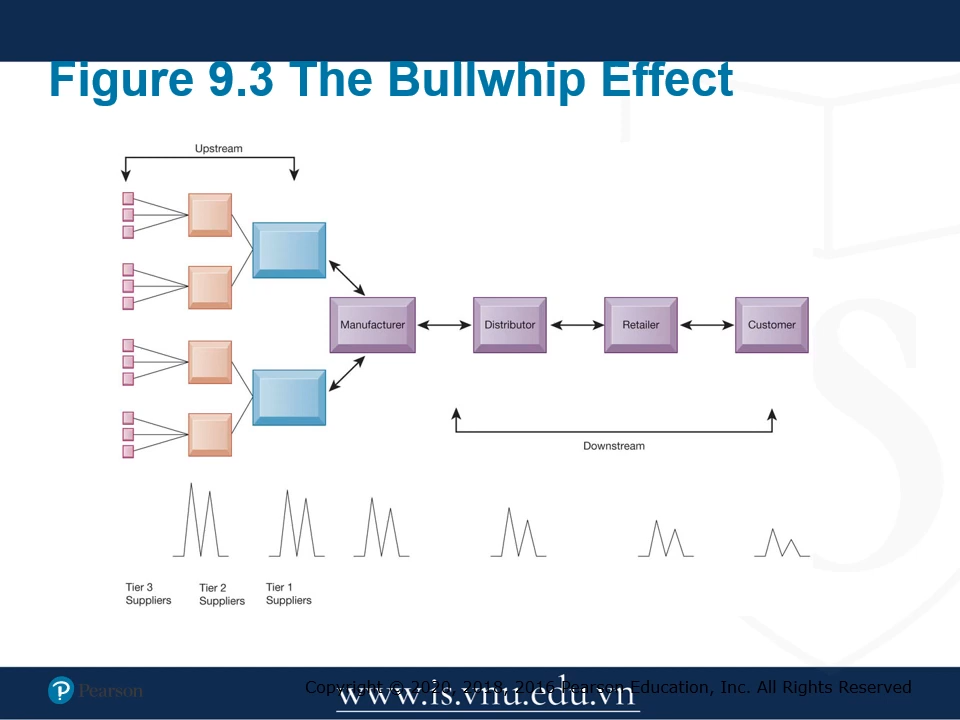 Figure 9.3 The Bullwhip Effect
Upstream
Manufacturer
Distributor
Retailer
Customer
Downstream
Tier 3
Suppliers
Tier 2
Suppliers
Tier 1
Suppliers
Pearson
Copyright © 2020, 2018, 2016 Pearson Education, Inc. All Rights Reserved
www.is.vnu.edu.vn